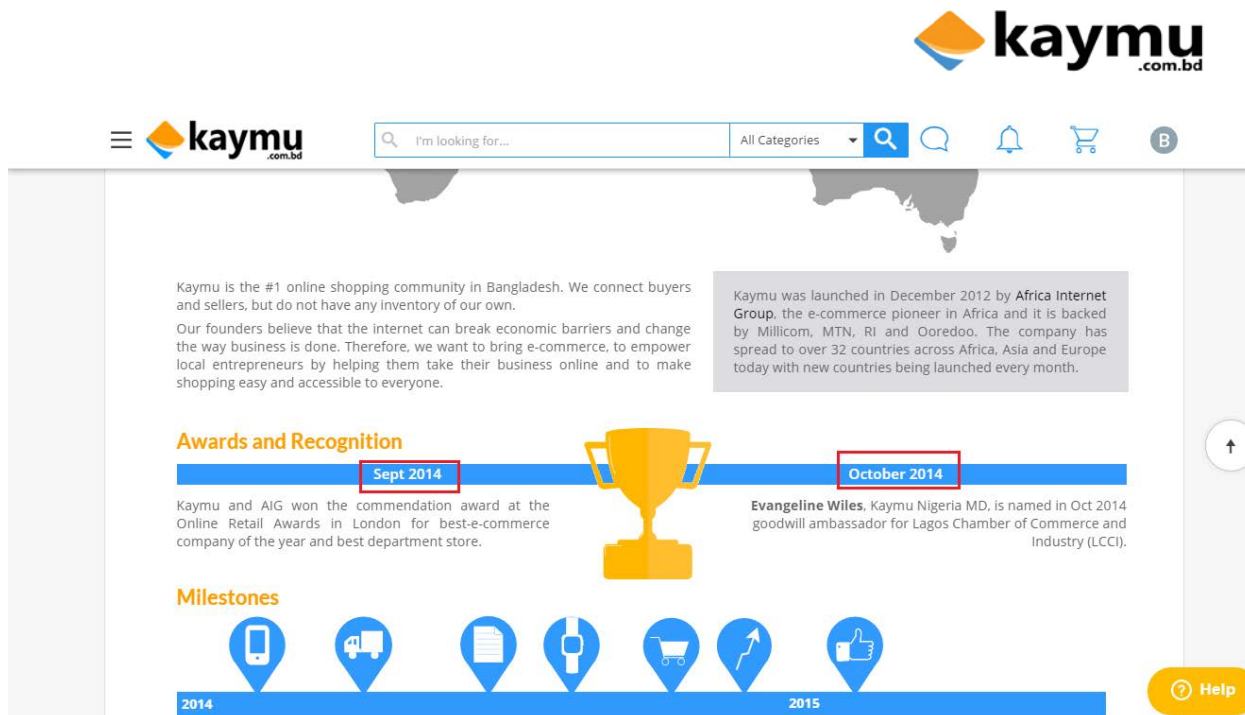 kaymu
.com.bd
kaymu
.com.bd
I'm looking for...
All Categories
B
Kaymu is the #1 online shopping community in Bangladesh. We connect buyers
and sellers, but do not have any inventory of our own.
Our founders believe that the internet can break economic barriers and change
the way business is done. Therefore, we want to bring e-commerce, to empower
local entrepreneurs by helping them take their business online and to make
shopping easy and accessible to everyone.
Kaymu was launched in December 2012 by Africa Internet
Group, the e-commerce pioneer in Africa and it is backed
by Millicom, MTN, RI and Ooredoo. The company has
spread to over 32 countries across Africa, Asia and Europe
today with new countries being launched every month.
Awards and Recognition
Sept 2014
Kaymu and AIG won the commendation award at the
Online Retail Awards in London for best-e-commerce
company of the year and best department store.
October 2014
Evangeline Wiles, Kaymu Nigeria MD, is named in Oct 2014
goodwill ambassador for Lagos Chamber of Commerce and
Industry (LCCI).
Milestones
2014
2015
? Help